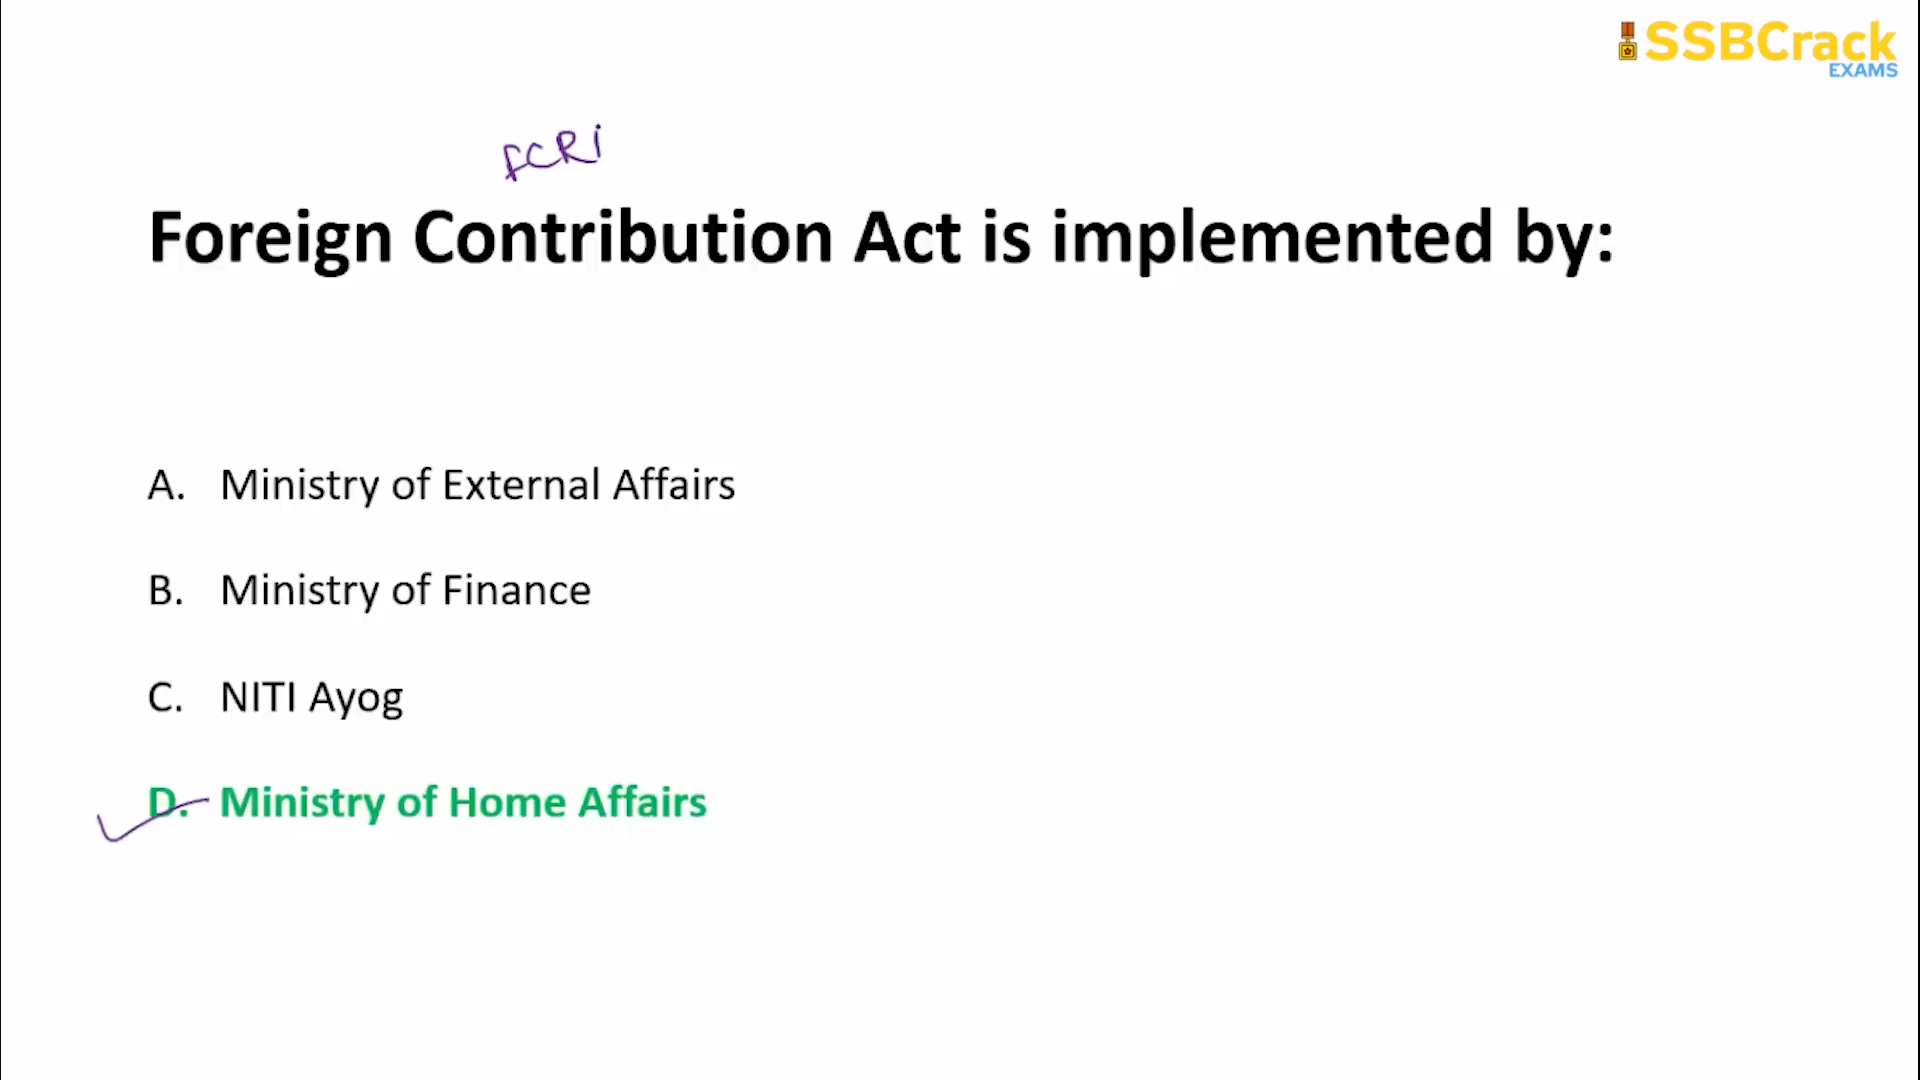 SSBCrack
EXAMS
FCRI
Foreign Contribution Act is implemented by:
A. Ministry of External Affairs
B. Ministry of Finance
C. NITI Ayog
D. Ministry of Home Affairs